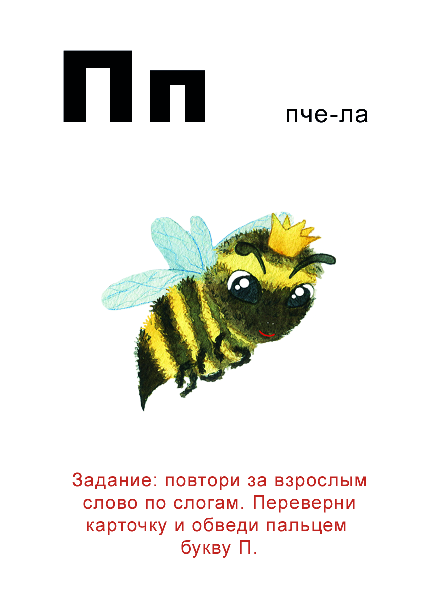 Пп
пче-ла
Задание: повтори за взрослым
слово по слогам. Переверни
карточку и обведи пальцем
букву П.